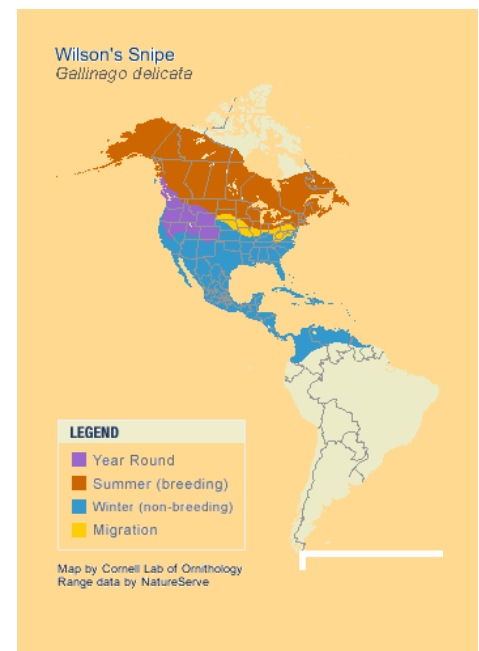 Wilson's Snipe
Gallinago delicata
LEGEND
Year Round
Summer (breeding)
Winter (non-breeding)
Migration
Map by Cornell Lab of Ornithology
Range data by NatureServe